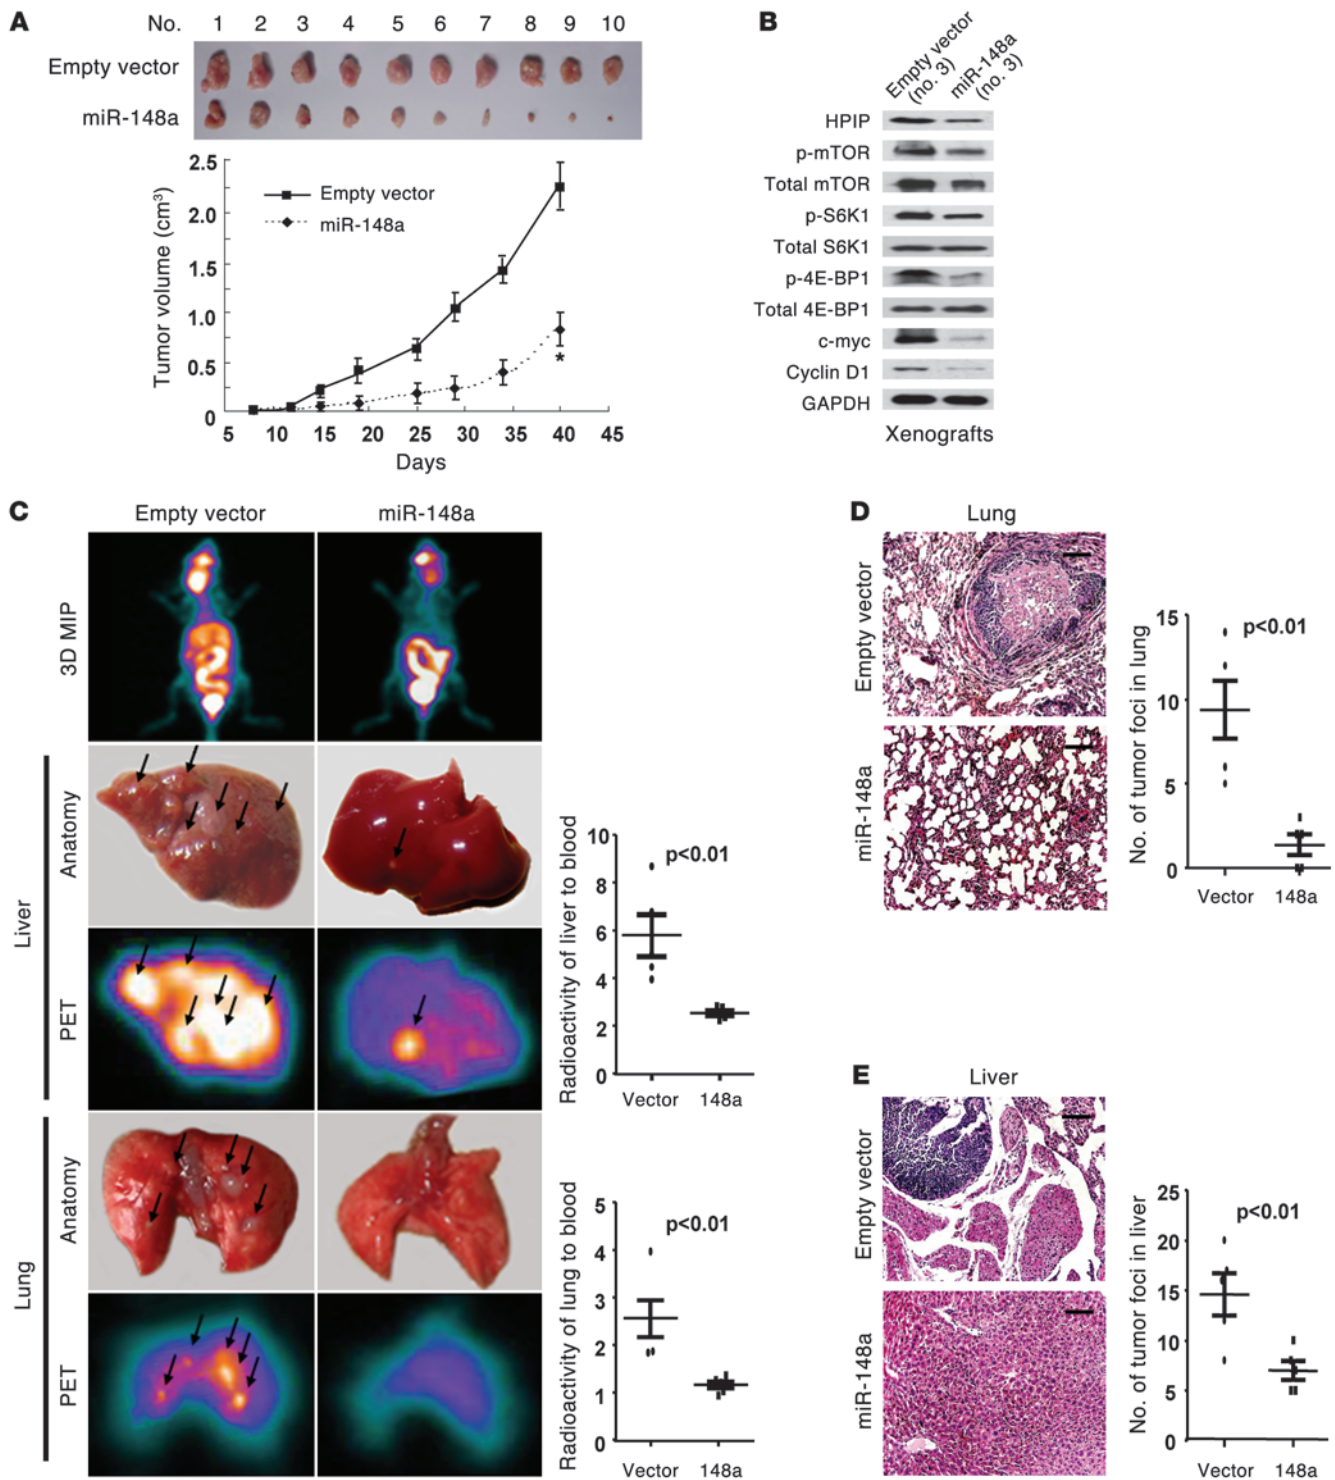 A
No. 1 2 3 4 5 6 7 8 9 10
Empty vector
miR-148a
2.5
2.0
1.5
1.0
0.5
0
Tumor volume (cm³)
Empty vector
miR-148a
*
5 10 15 20 25 30 35 40 45
Days
B
Empty vector
(no. 3)
miR-148a
(no. 3)
HPIP
p-mTOR
Total mTOR
p-S6K1
Total S6K1
p-4E-BP1
Total 4E-BP1
c-myc
Cyclin D1
GAPDH
Xenografts
C
Empty vector
miR-148a
3D MIP
Liver
Anatomy
PET
Lung
Anatomy
PET
Radioactivity of liver to blood
10
8
6
4
2
0
p<0.01
Vector 148a
Radioactivity of lung to blood
5
4
3
2
1
0
p<0.01
Vector 148a
D
Lung
Empty vector
miR-148a
No. of tumor foci in lung
15
10
5
0
p<0.01
Vector 148a
E
Liver
Empty vector
miR-148a
No. of tumor foci in liver
25
20
15
10
5
0
p<0.01
Vector 148a